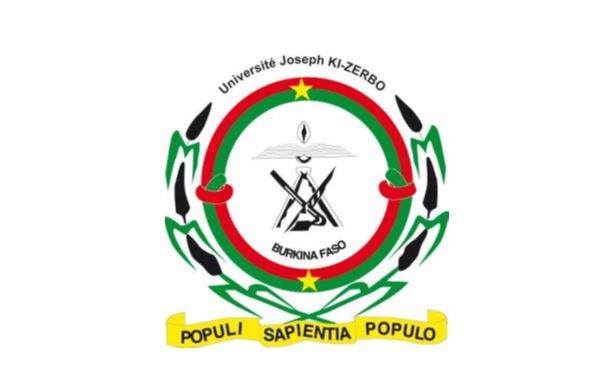 Université Joseph KI-ZERBO
BURKINA FASO
POPULI SAPIENTIA POPULO